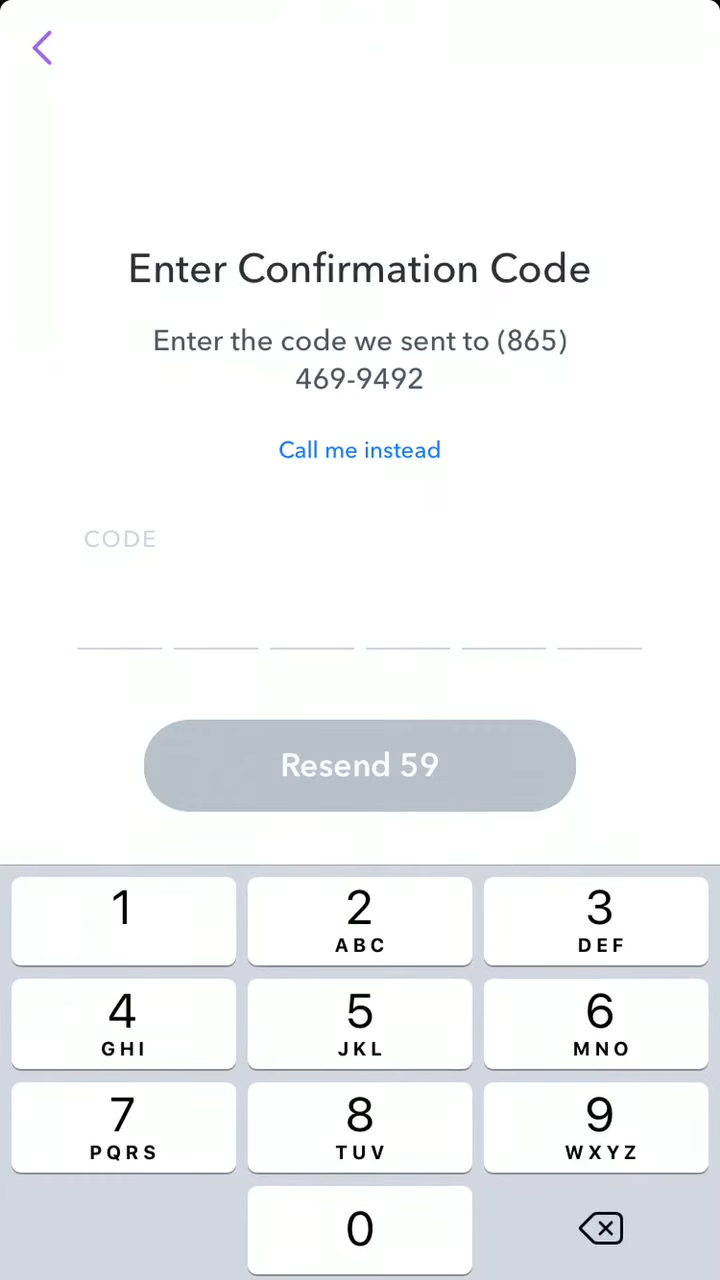 Enter Confirmation Code
Enter the code we sent to (865)
469-9492
Call me instead
CODE
Resend 59
1
2
ABC
3
DEF
4
GHI
5
JKL
6
MNO
7
PQRS
8
TUV
9
WXYZ
0